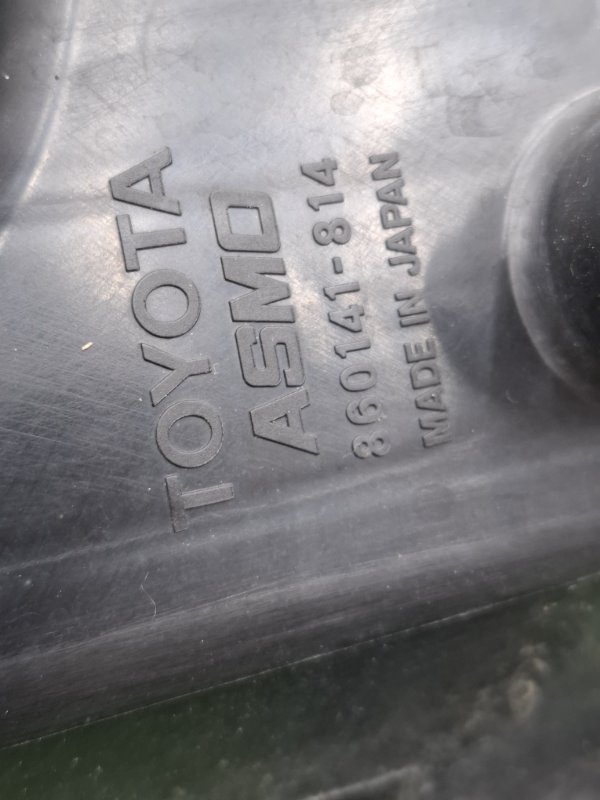 TOYOTA
ASMO
860141-814
MADE IN JAPAN